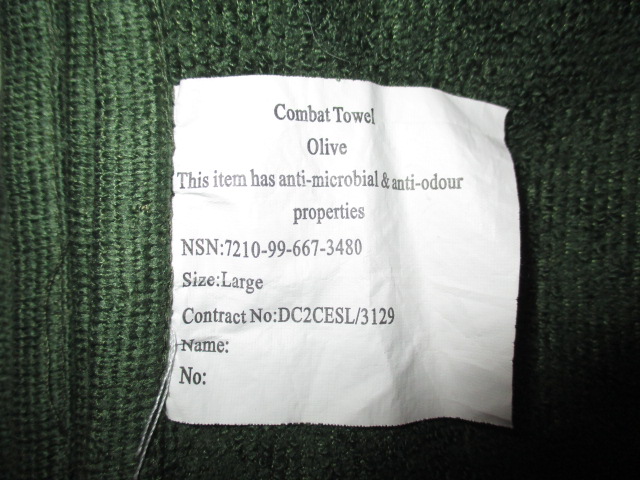 Combat Towel
Olive
This item has anti-microbial & anti-odour
properties
NSN:7210-99-667-3480
Size:Large
Contract No:DC2CESL/3129
Name:
No: